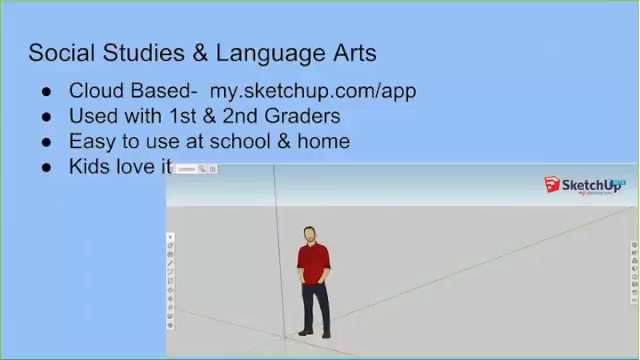 Social Studies & Language Arts
● Cloud Based- my.sketchup.com/app
● Used with 1st & 2nd Graders
● Easy to use at school & home
● Kids love it
SketchUp